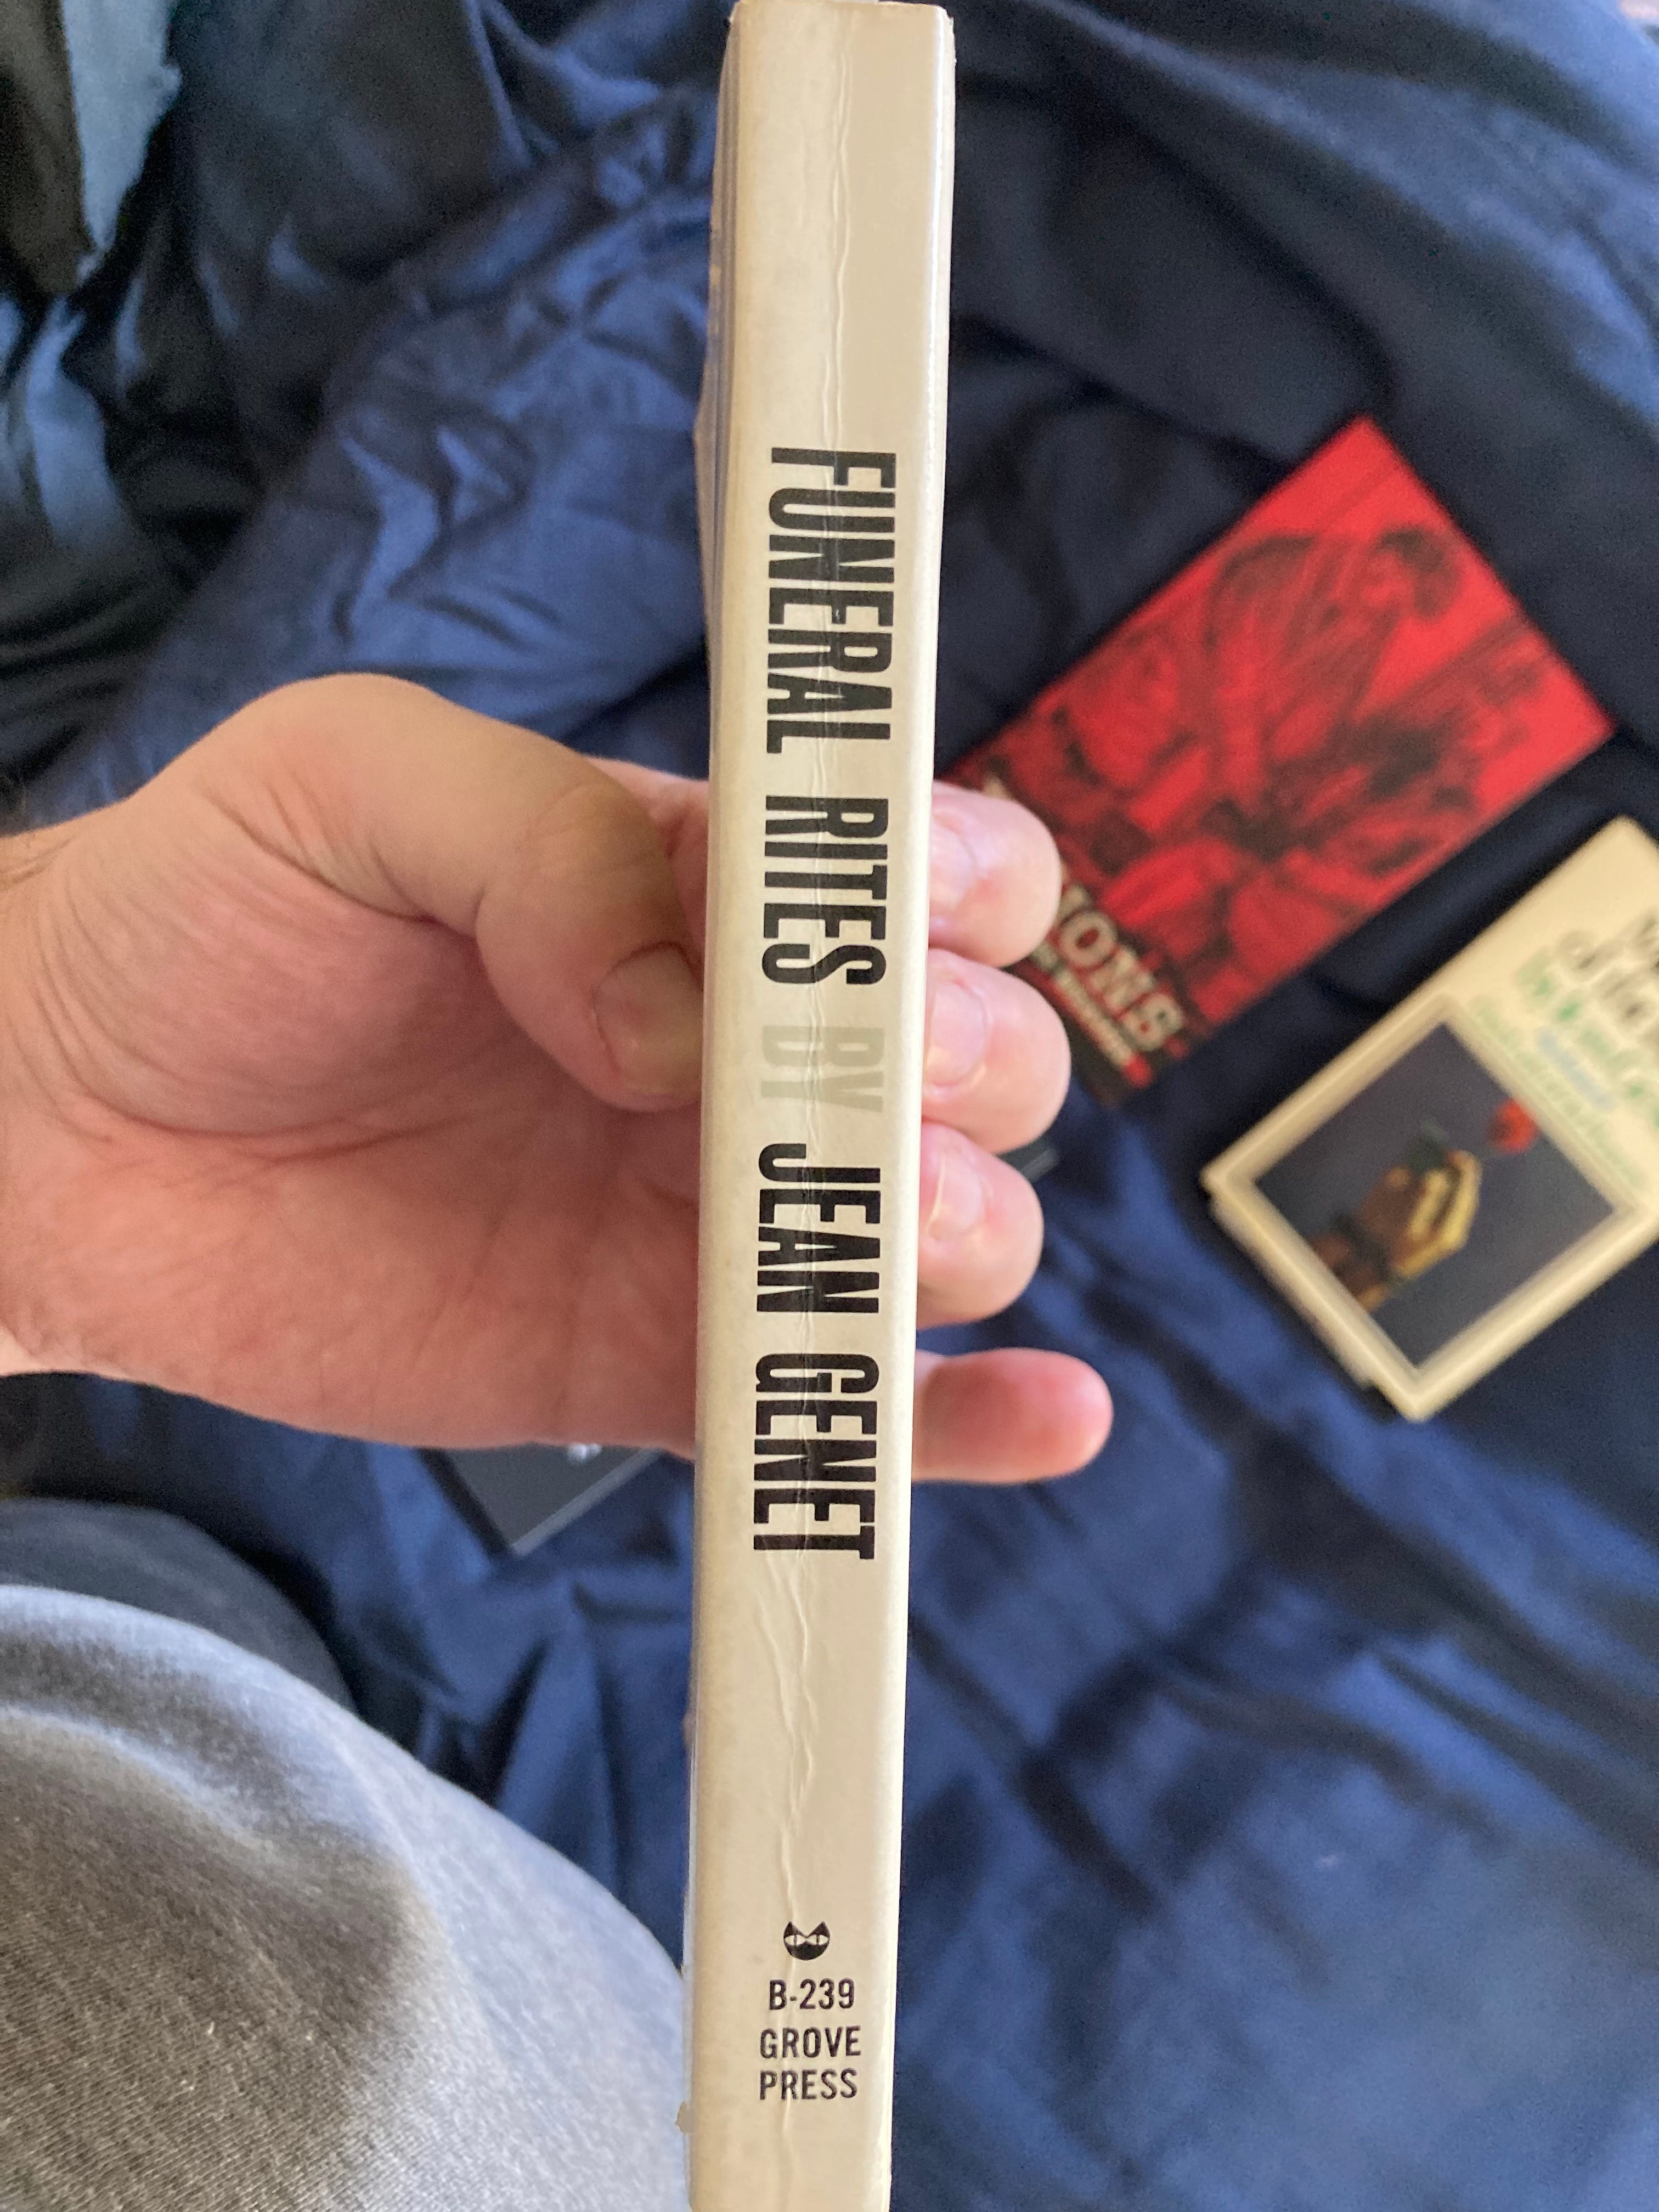 FUNERAL RITES BY JEAN GENET
B-239
GROVE
PRESS